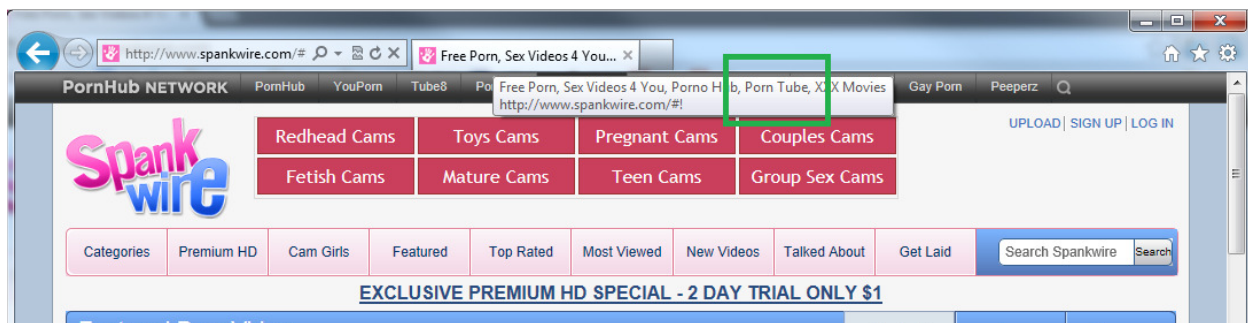 http://www.spankwire.com/#
Free Porn, Sex Videos 4 You...
PornHub NETWORK PornHub YouPorn Tube8 Gay Porn Peeperz
Free Porn, Sex Videos 4 You, Porno Hub, Porn Tube, XXX Movies
http://www.spankwire.com/#!
UPLOAD | SIGN UP | LOG IN
Spank
wire
Redhead Cams Toys Cams Pregnant Cams Couples Cams
Fetish Cams Mature Cams Teen Cams Group Sex Cams
Categories Premium HD Cam Girls Featured Top Rated Most Viewed New Videos Talked About Get Laid Search Spankwire Search
EXCLUSIVE PREMIUM HD SPECIAL - 2 DAY TRIAL ONLY $1